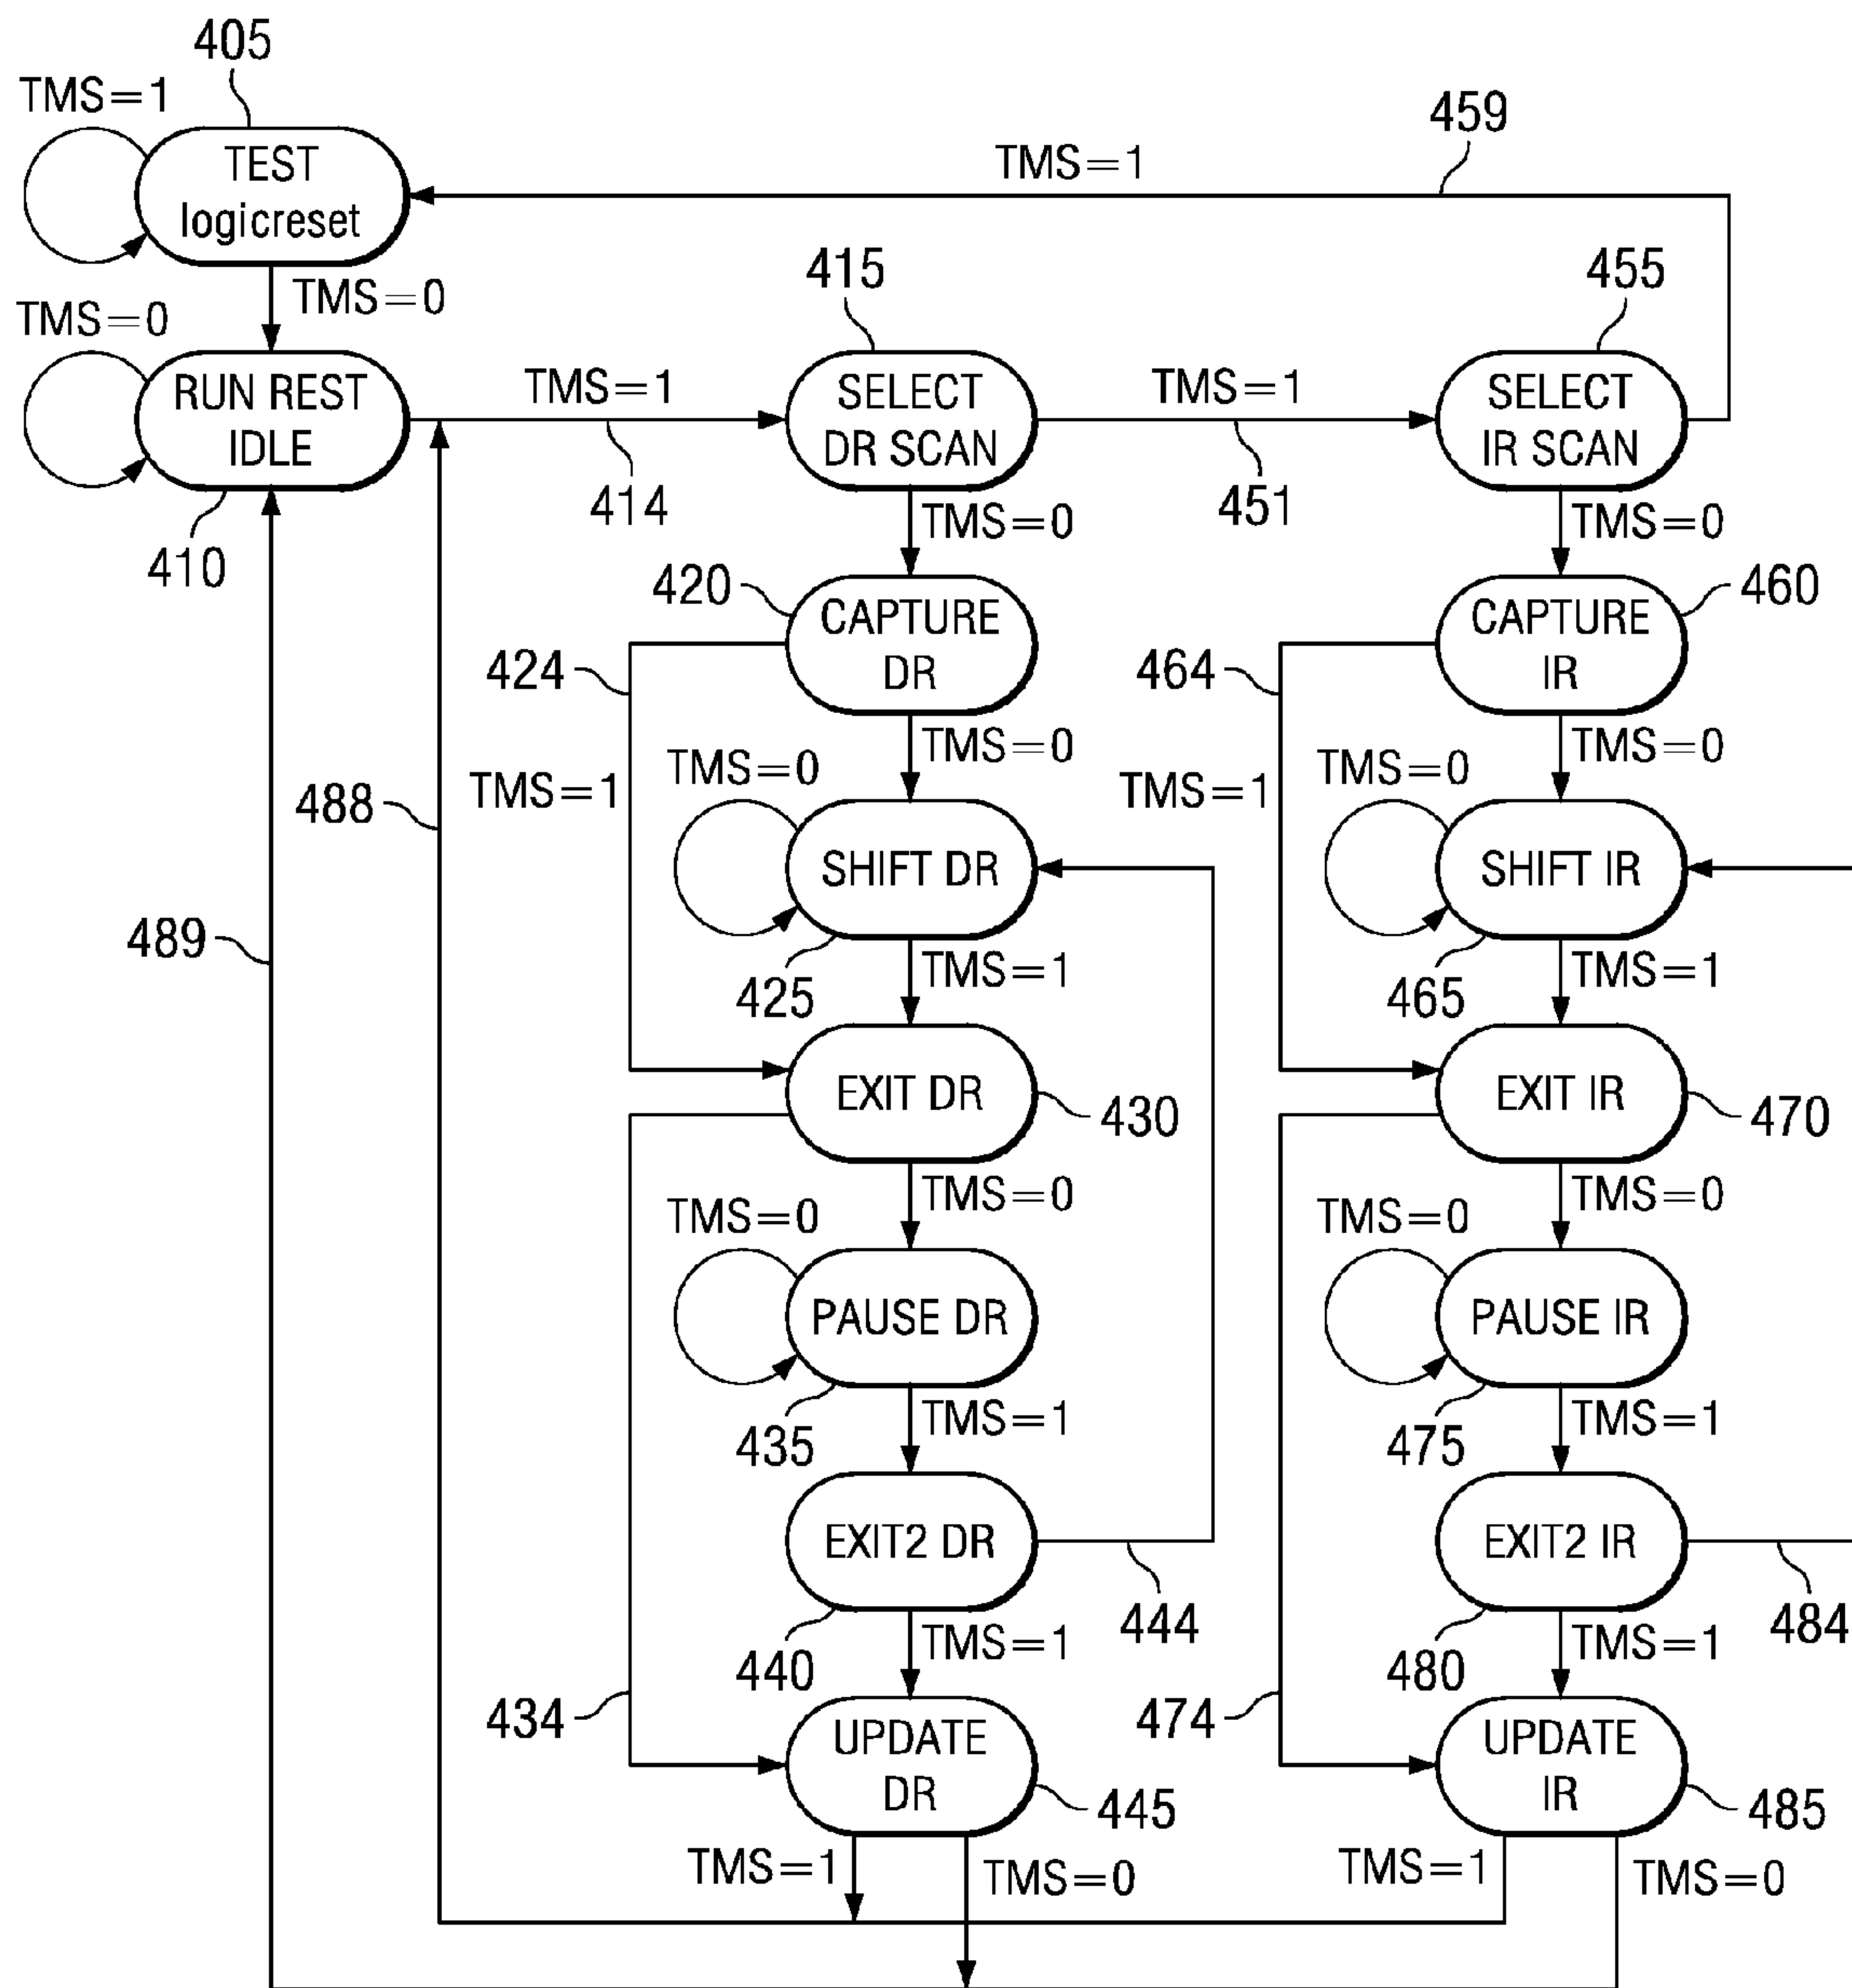 405
TMS=1
459
TMS=1
TEST
logicreset
TMS=0
415
455
TMS=0
RUN REST
IDLE
TMS=1
SELECT
DR SCAN
TMS=1
SELECT
IR SCAN
414
451
410
TMS=0
TMS=0
420
CAPTURE
DR
460
CAPTURE
IR
424
464
TMS=0
TMS=0
TMS=1
488
TMS=0
TMS=1
TMS=0
SHIFT DR
SHIFT IR
489
425
TMS=1
465
TMS=1
EXIT DR
430
EXIT IR
470
TMS=0
TMS=0
TMS=0
TMS=0
PAUSE DR
PAUSE IR
435
TMS=1
475
TMS=1
EXIT2 DR
EXIT2 IR
444
484
440
TMS=1
480
TMS=1
434
474
UPDATE
DR
UPDATE
IR
445
485
TMS=1
TMS=0
TMS=1
TMS=0